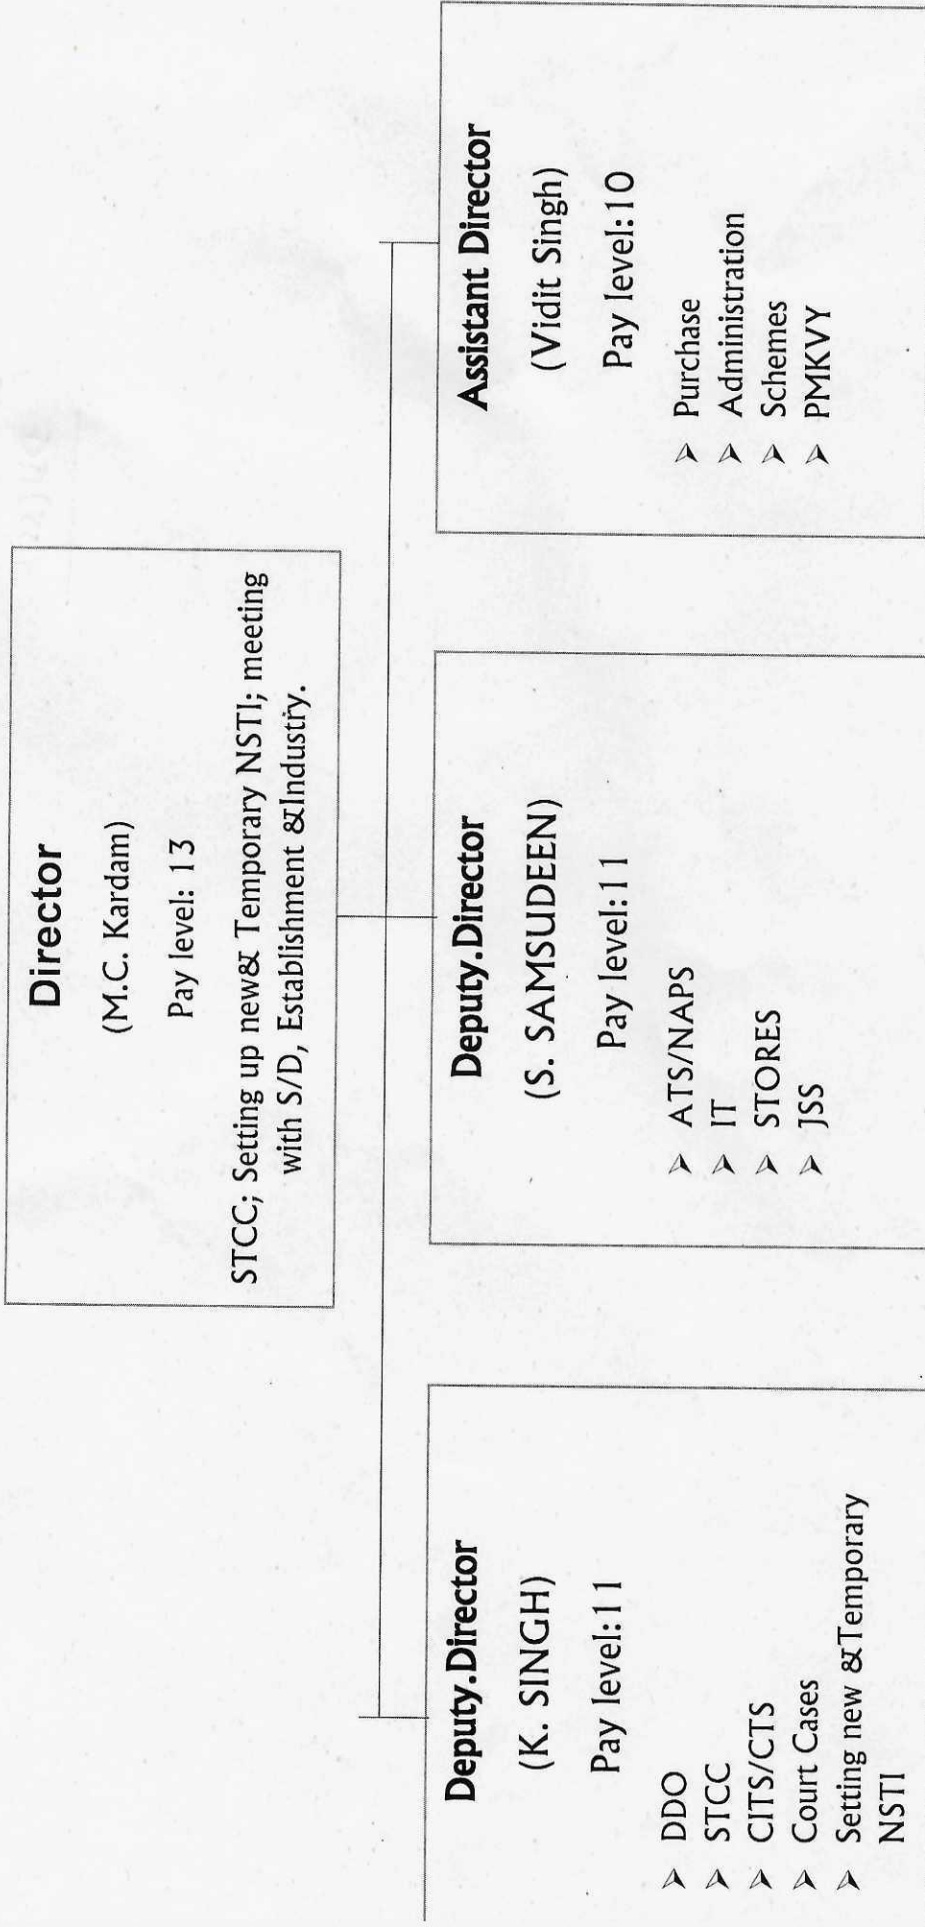 Director
(M.C. Kardam)
Pay level: 13
STCC; Setting up new& Temporary NSTI; meeting
with S/D, Establishment &Industry.
Deputy.Director
(K. SINGH)
Pay level:11
➢ DDO
➢ STCC
➢ CITS/CTS
➢ Court Cases
➢ Setting new &Temporary
NSTI
Deputy.Director
(S. SAMSUDEEN)
Pay level:11
➢ ATS/NAPS
➢ IT
➢ STORES
➢ JSS
Assistant Director
(Vidit Singh)
Pay level:10
➢ Purchase
➢ Administration
➢ Schemes
➢ PMKVY